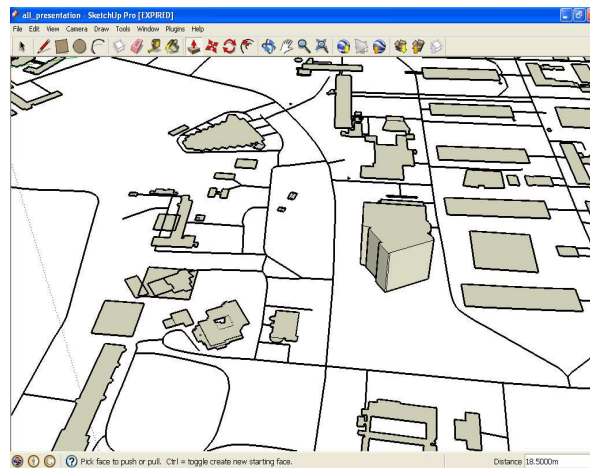 all_presentation - SketchUp Pro [EXPIRED]
File Edit View Camera Draw Tools Window Plugins Help
Pick face to push or pull. Ctrl = toggle create new starting face.
Distance 18.5000m